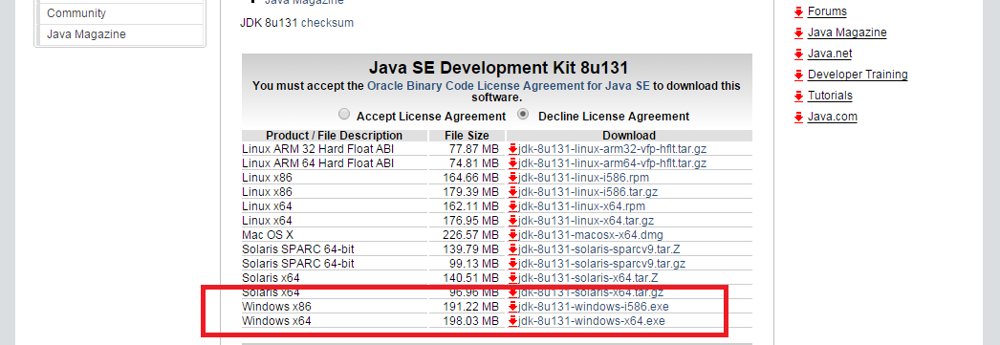 Community
Java Magazine
Java Magazine
JDK 8u131 checksum
Java SE Development Kit 8u131
You must accept the Oracle Binary Code License Agreement for Java SE to download this
software.
Accept License Agreement Decline License Agreement
Product / File Description File Size Download
Linux ARM 32 Hard Float ABI 77.87 MB jdk-8u131-linux-arm32-vfp-hflt.tar.gz
Linux ARM 64 Hard Float ABI 74.81 MB jdk-8u131-linux-arm64-vfp-hflt.tar.gz
Linux x86 164.66 MB jdk-8u131-linux-i586.rpm
Linux x86 179.39 MB jdk-8u131-linux-i586.tar.gz
Linux x64 162.11 MB jdk-8u131-linux-x64.rpm
Linux x64 176.95 MB jdk-8u131-linux-x64.tar.gz
Mac OS X 226.57 MB jdk-8u131-macosx-x64.dmg
Solaris SPARC 64-bit 139.79 MB jdk-8u131-solaris-sparcv9.tar.Z
Solaris SPARC 64-bit 99.13 MB jdk-8u131-solaris-sparcv9.tar.gz
Solaris x64 140.51 MB jdk-8u131-solaris-x64.tar.Z
Solaris x64 96.96 MB jdk-8u131-solaris-x64.tar.gz
Windows x86 191.22 MB jdk-8u131-windows-i586.exe
Windows x64 198.03 MB jdk-8u131-windows-x64.exe
Forums
Java Magazine
Java.net
Developer Training
Tutorials
Java.com